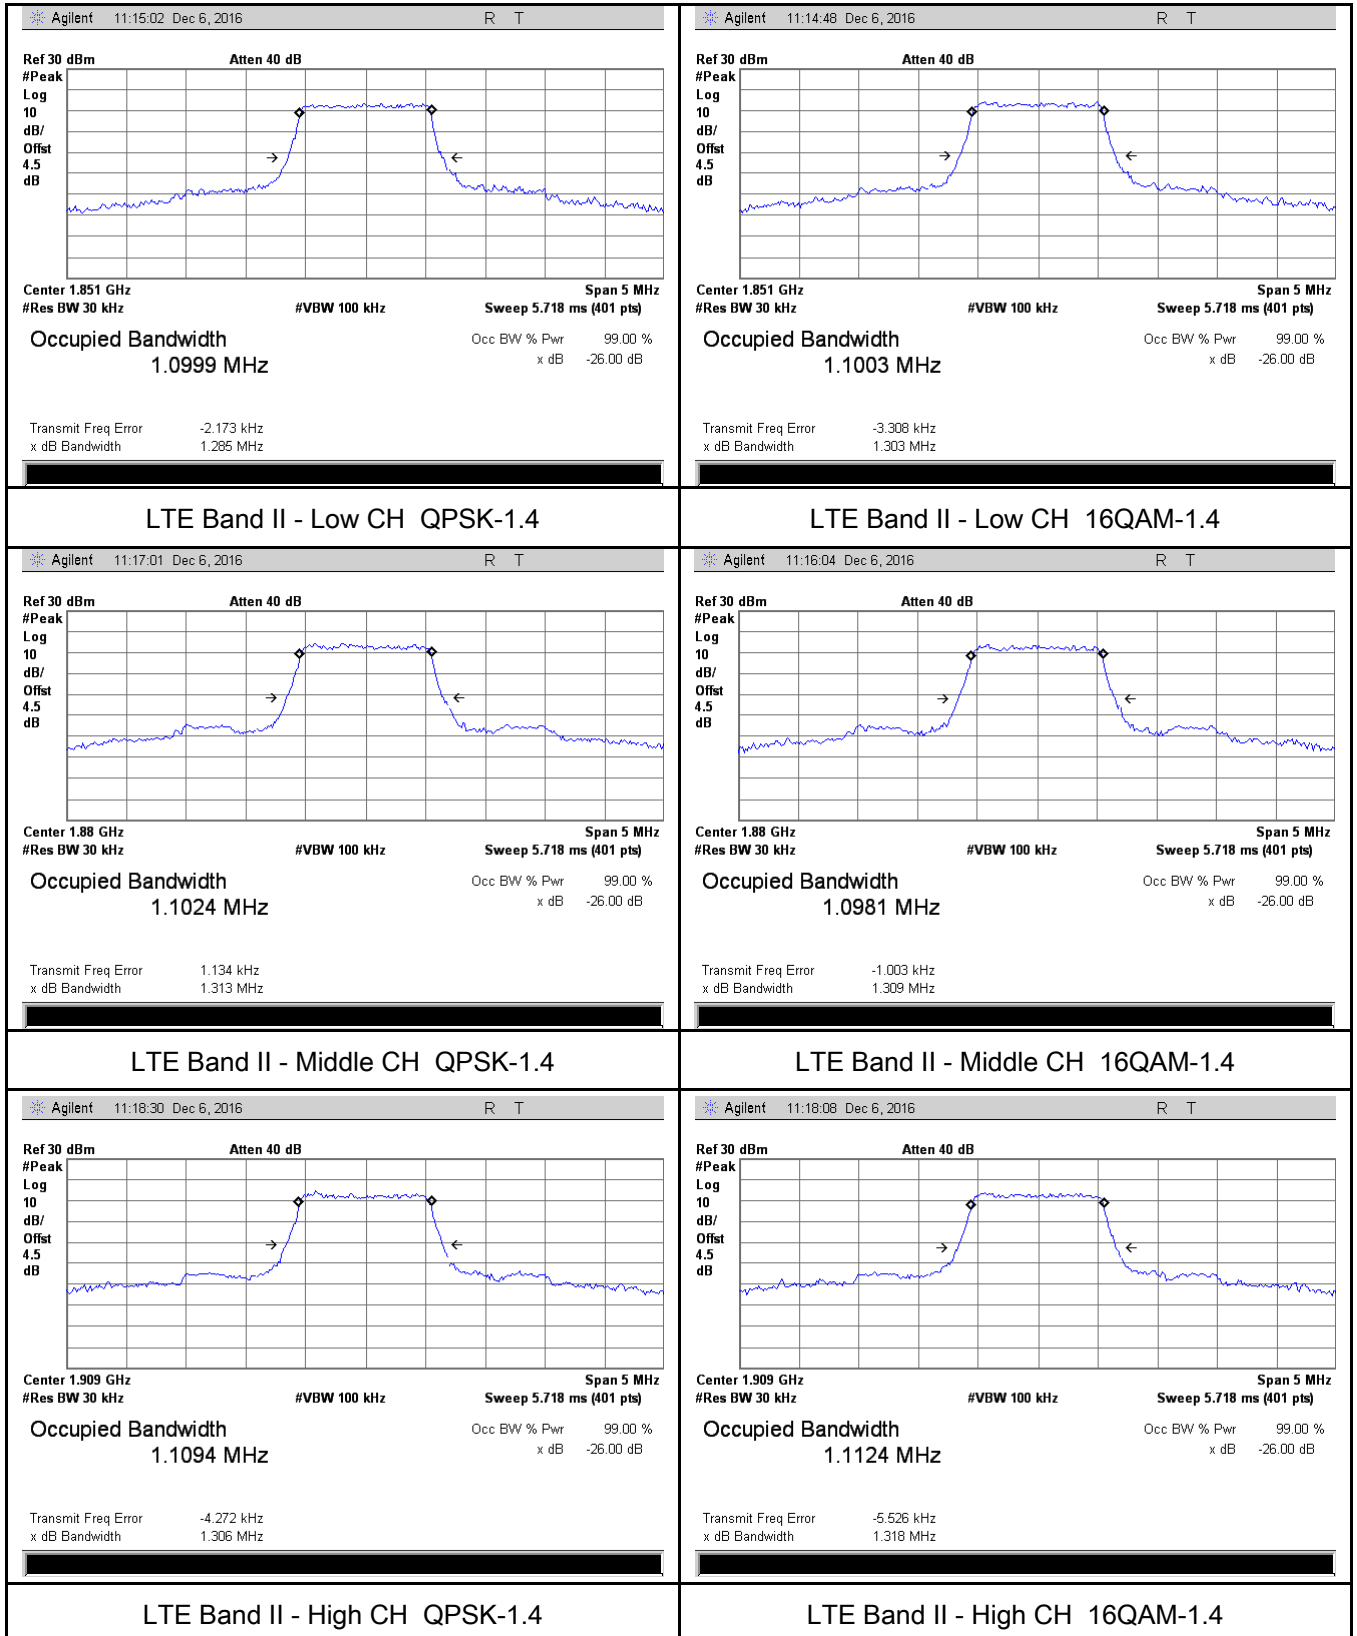 Agilent 11:15:02 Dec 6, 2016 R T
Ref 30 dBm Atten 40 dB
#Peak
Log
10
dB/
Offst
4.5
dB
Center 1.851 GHz Span 5 MHz
#Res BW 30 kHz #VBW 100 kHz Sweep 5.718 ms (401 pts)
Occupied Bandwidth Occ BW % Pwr 99.00 %
1.0999 MHz x dB -26.00 dB
Transmit Freq Error -2.173 kHz
x dB Bandwidth 1.285 MHz
LTE Band II - Low CH QPSK-1.4
Agilent 11:14:48 Dec 6, 2016 R T
Ref 30 dBm Atten 40 dB
#Peak
Log
10
dB/
Offst
4.5
dB
Center 1.851 GHz Span 5 MHz
#Res BW 30 kHz #VBW 100 kHz Sweep 5.718 ms (401 pts)
Occupied Bandwidth Occ BW % Pwr 99.00 %
1.1003 MHz x dB -26.00 dB
Transmit Freq Error -3.308 kHz
x dB Bandwidth 1.303 MHz
LTE Band II - Low CH 16QAM-1.4
Agilent 11:17:01 Dec 6, 2016 R T
Ref 30 dBm Atten 40 dB
#Peak
Log
10
dB/
Offst
4.5
dB
Center 1.88 GHz Span 5 MHz
#Res BW 30 kHz #VBW 100 kHz Sweep 5.718 ms (401 pts)
Occupied Bandwidth Occ BW % Pwr 99.00 %
1.1024 MHz x dB -26.00 dB
Transmit Freq Error 1.134 kHz
x dB Bandwidth 1.313 MHz
LTE Band II - Middle CH QPSK-1.4
Agilent 11:16:04 Dec 6, 2016 R T
Ref 30 dBm Atten 40 dB
#Peak
Log
10
dB/
Offst
4.5
dB
Center 1.88 GHz Span 5 MHz
#Res BW 30 kHz #VBW 100 kHz Sweep 5.718 ms (401 pts)
Occupied Bandwidth Occ BW % Pwr 99.00 %
1.0981 MHz x dB -26.00 dB
Transmit Freq Error -1.003 kHz
x dB Bandwidth 1.309 MHz
LTE Band II - Middle CH 16QAM-1.4
Agilent 11:18:30 Dec 6, 2016 R T
Ref 30 dBm Atten 40 dB
#Peak
Log
10
dB/
Offst
4.5
dB
Center 1.909 GHz Span 5 MHz
#Res BW 30 kHz #VBW 100 kHz Sweep 5.718 ms (401 pts)
Occupied Bandwidth Occ BW % Pwr 99.00 %
1.1094 MHz x dB -26.00 dB
Transmit Freq Error -4.272 kHz
x dB Bandwidth 1.306 MHz
LTE Band II - High CH QPSK-1.4
Agilent 11:18:08 Dec 6, 2016 R T
Ref 30 dBm Atten 40 dB
#Peak
Log
10
dB/
Offst
4.5
dB
Center 1.909 GHz Span 5 MHz
#Res BW 30 kHz #VBW 100 kHz Sweep 5.718 ms (401 pts)
Occupied Bandwidth Occ BW % Pwr 99.00 %
1.1124 MHz x dB -26.00 dB
Transmit Freq Error -5.526 kHz
x dB Bandwidth 1.318 MHz
LTE Band II - High CH 16QAM-1.4